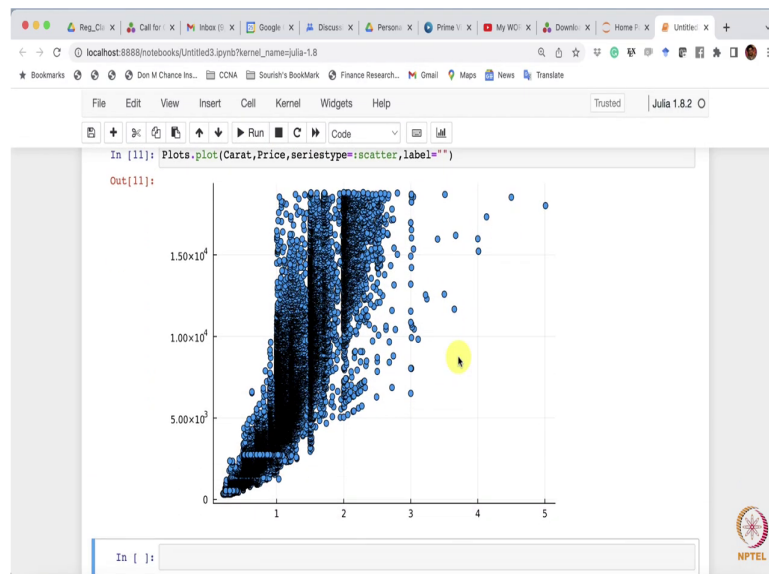 Reg_Cla
Call for
Inbox (6
Google
Discuss
Persona
Prime V
My WOR
Downlo
Home P
Untitled
localhost:8888/notebooks/Untitled3.ipynb?kernel_name=julia-1.8
Bookmarks
Don M Chance Ins...
CCNA
Sourish's BookMark
Finance Research...
Gmail
Maps
News
Translate
File Edit View Insert Cell Kernel Widgets Help
Trusted
Julia 1.8.2
Run
Code
In [11]: Plots.plot(Carat,Price,seriestype=:scatter,label="")
Out[11]:
1.50×10⁴
1.00×10⁴
5.00×10³
0
1 2 3 4 5
In [ ]:
NPTEL